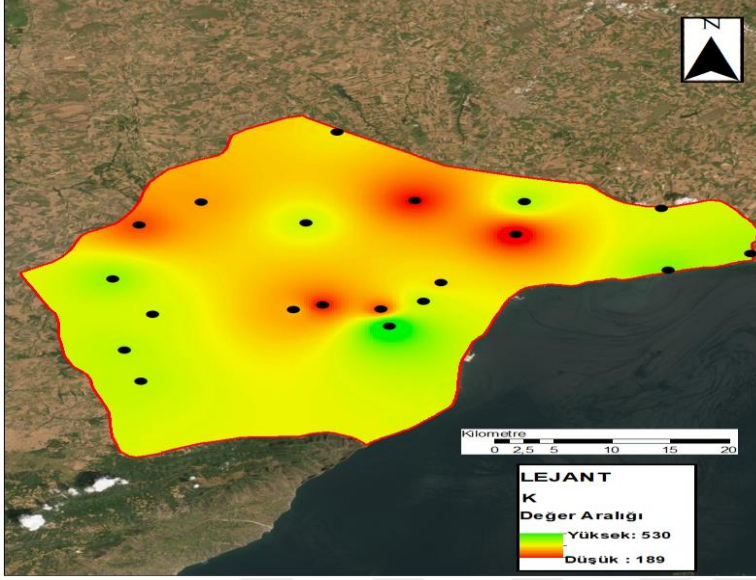 N
Kilometre
0 2,5 5 10 15 20
LEJANT
K
Değer Aralığı
Yüksek: 530
Düşük : 189